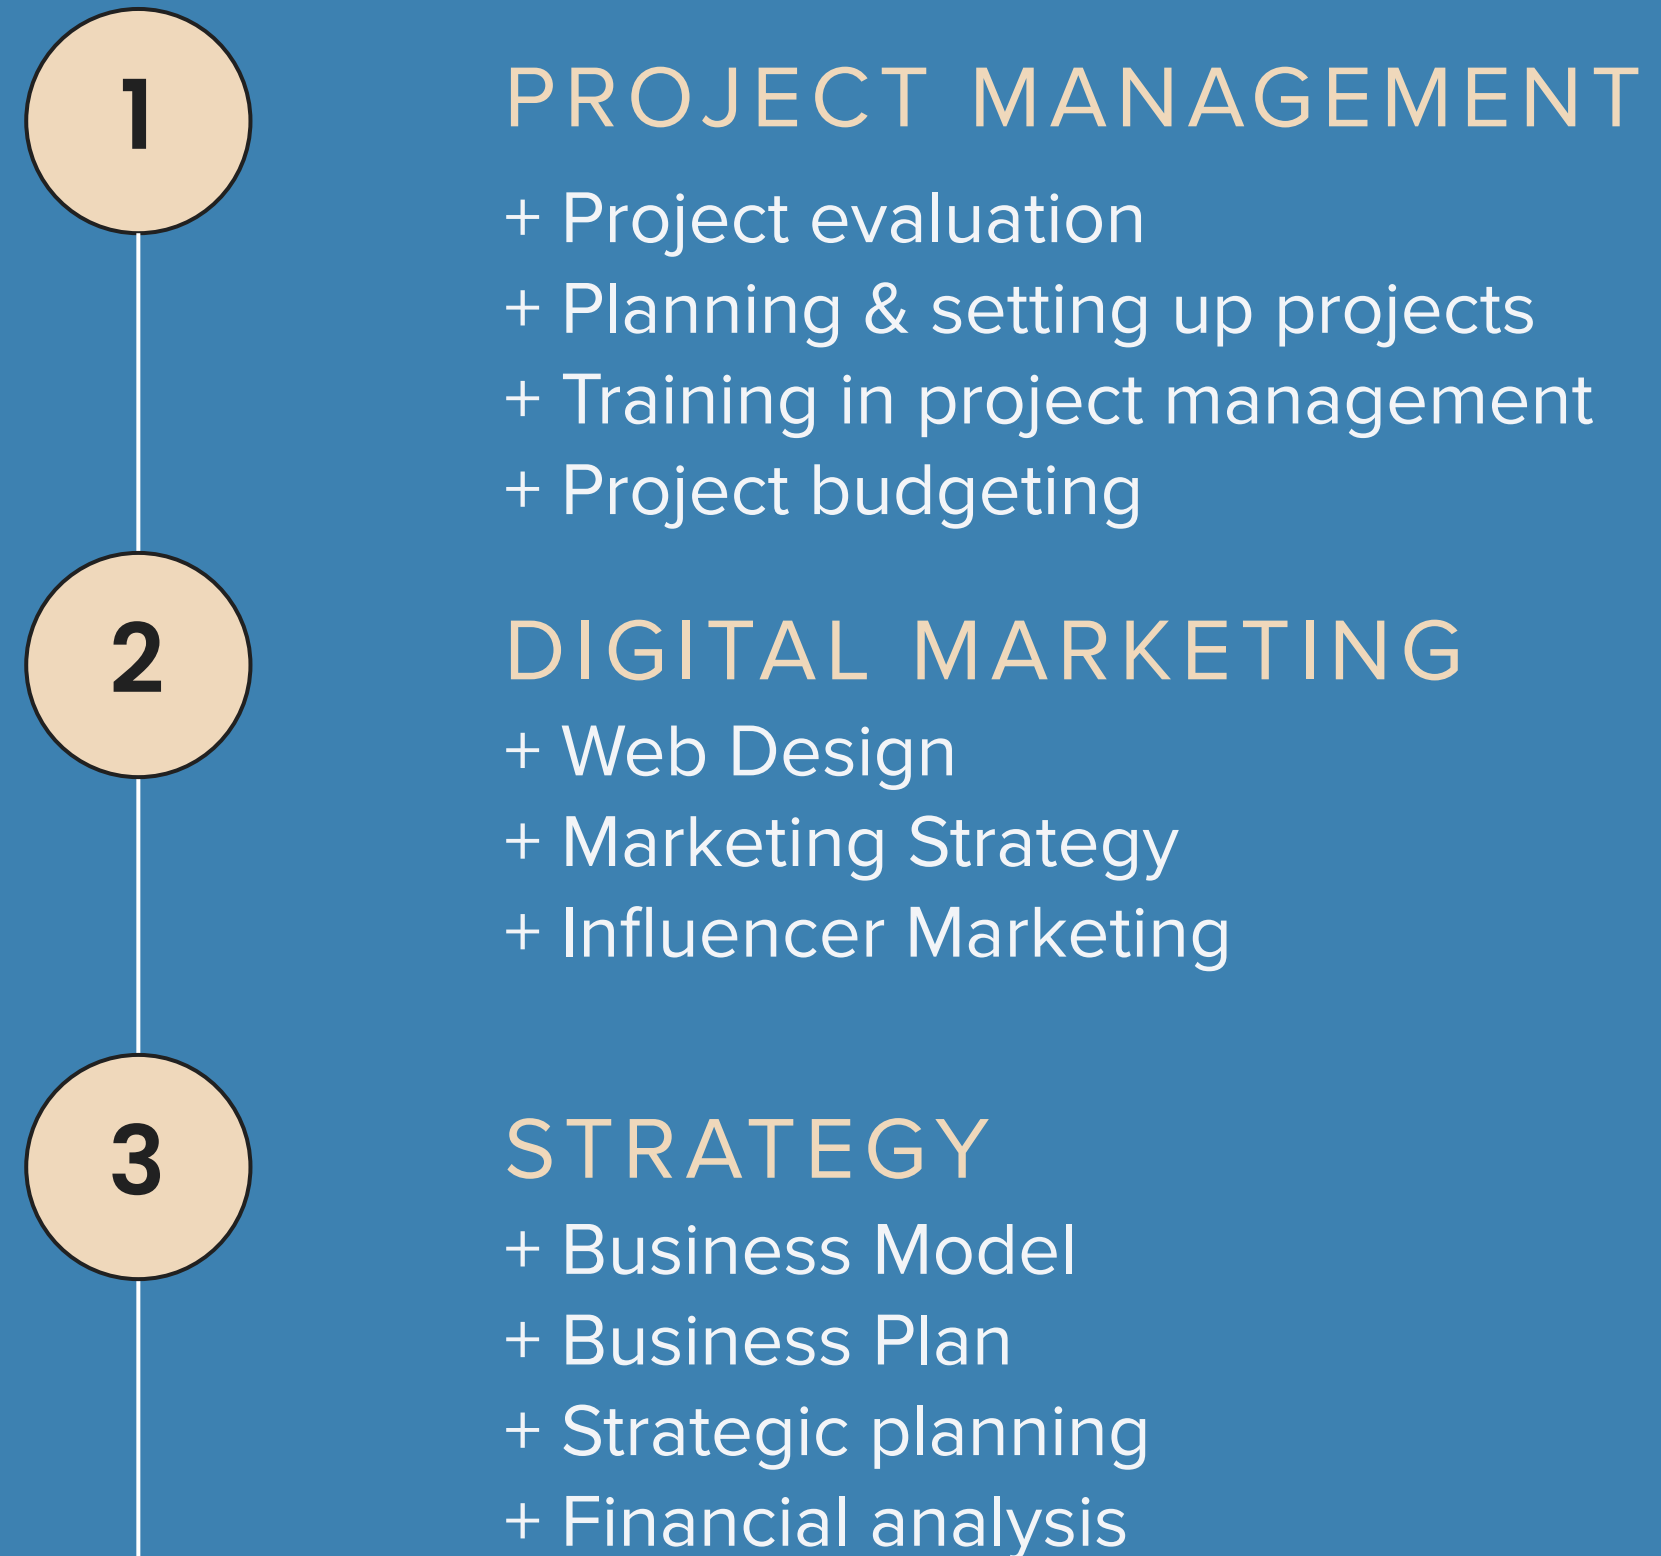 1
PROJECT MANAGEMENT
+ Project evaluation
+ Planning & setting up projects
+ Training in project management
+ Project budgeting
2
DIGITAL MARKETING
+ Web Design
+ Marketing Strategy
+ Influencer Marketing
3
STRATEGY
+ Business Model
+ Business Plan
+ Strategic planning
+ Financial analysis